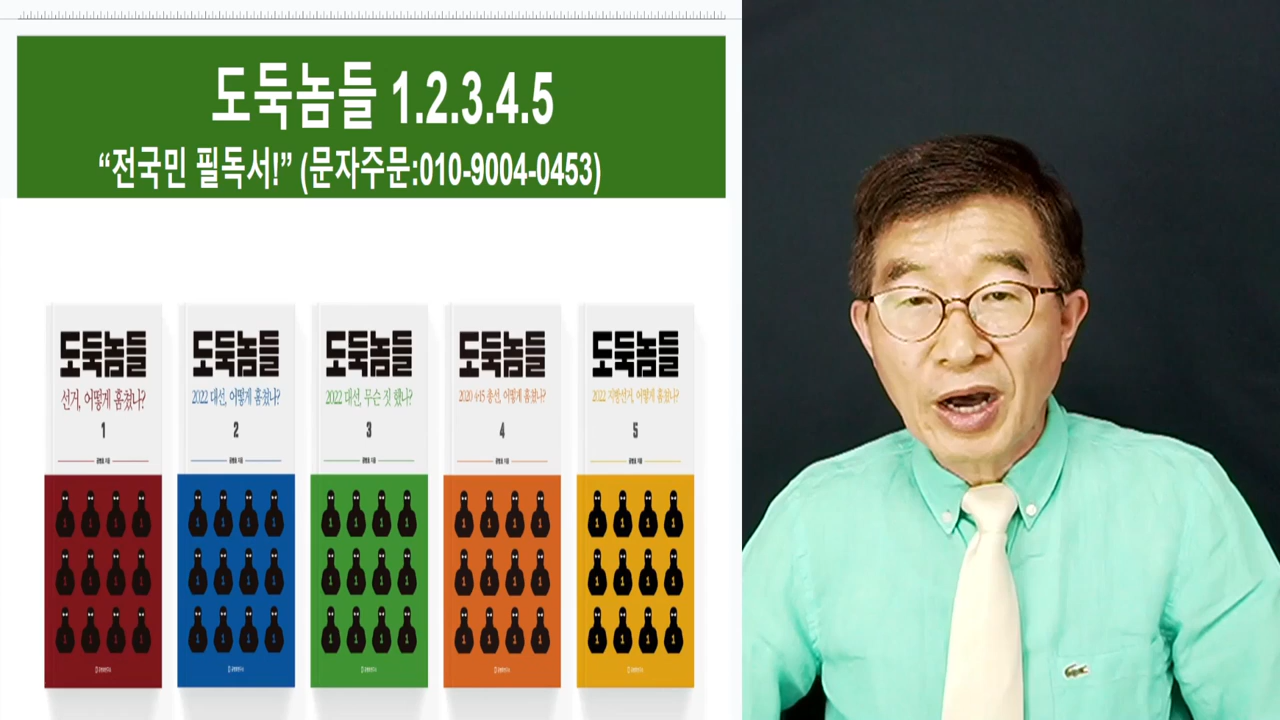 도둑놈들 1.2.3.4.5
“전국민 필독서!” (문자주문:010-9004-0453)
도둑놈들
선거, 어떻게 훔쳤나?
1
도둑놈들
2022 대선, 어떻게 훔쳤나?
2
도둑놈들
2022 대선, 무슨 짓 했나?
3
도둑놈들
2020 4·15 총선, 어떻게 훔쳤나?
4
도둑놈들
2022 지방선거, 어떻게 훔쳤나?
5